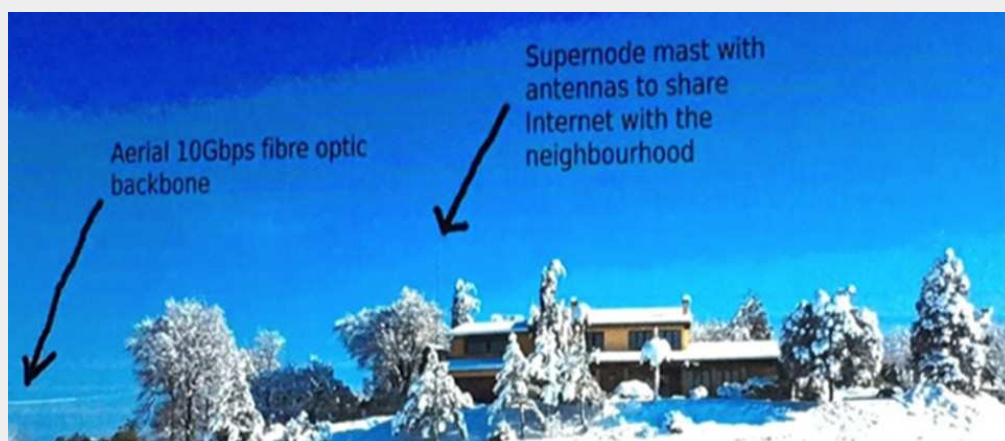 Supernode mast with
antennas to share
Internet with the
neighbourhood
Aerial 10Gbps fibre optic
backbone